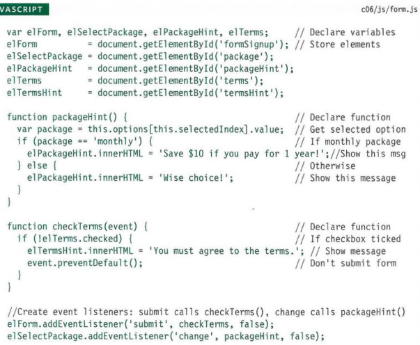 VASCRIPT c06/js/form.js
var elForm, elSelectPackage, elPackageHint, elTerms; // Declare variables
elForm = document.getElementById('formSignup'); // Store elements
elSelectPackage = document.getElementById('package');
elPackageHint = document.getElementById('packageHint');
elTerms = document.getElementById('terms');
elTermsHint = document.getElementById('termsHint');
function packageHint() { // Declare function
var package = this.options[this.selectedIndex].value; // Get selected option
if (package == 'monthly') { // If monthly package
elPackageHint.innerHTML = 'Save $10 if you pay for 1 year!';//Show this msg
} else { // Otherwise
elPackageHint.innerHTML = 'Wise choice!'; // Show this message
}
}
function checkTerms(event) { // Declare function
if (!elTerms.checked) { // If checkbox ticked
elTermsHint.innerHTML = 'You must agree to the terms.'; // Show message
event.preventDefault(); // Don't submit form
}
}
//Create event listeners: submit calls checkTerms(), change calls packageHint()
elForm.addEventListener('submit', checkTerms, false);
elSelectPackage.addEventListener('change', packageHint, false);